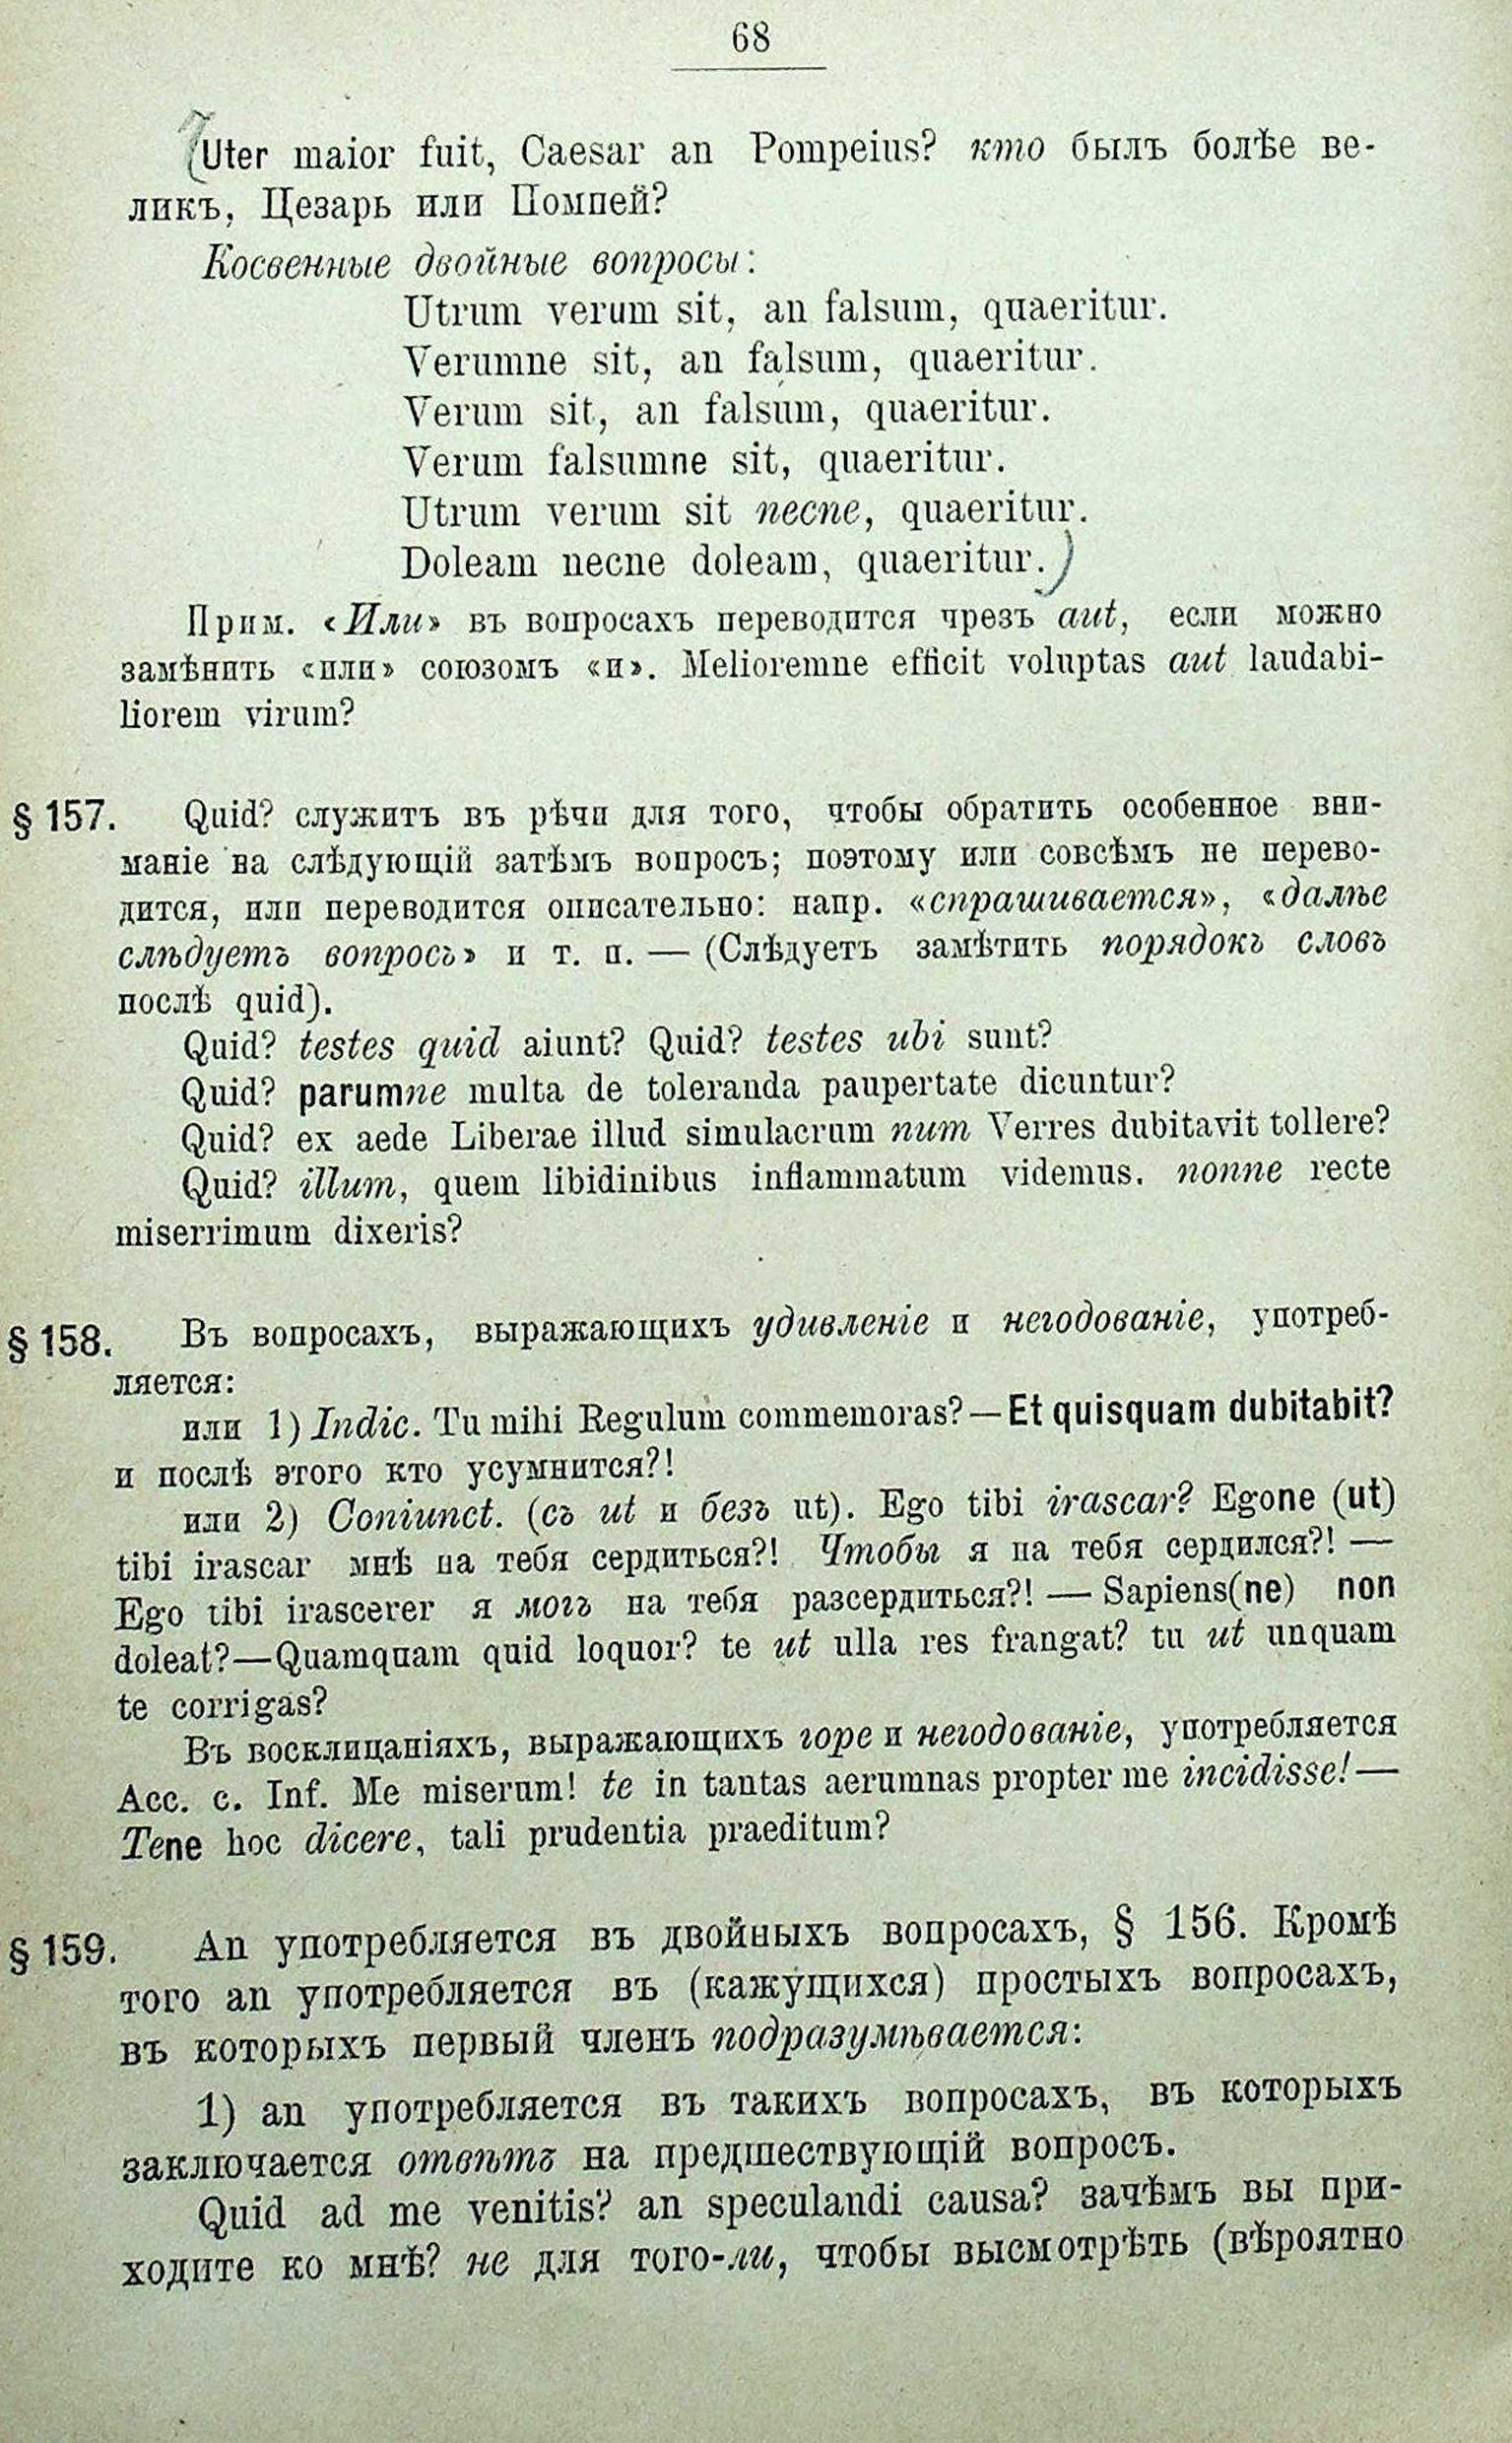 68
Uter maior fuit, Caesar an Pompeius? кто былъ болѣе ве-
ликъ, Цезарь или Помпей?
Косвенные двойные вопросы:
Utrum verum sit, an falsum, quaeritur.
Verumne sit, an falsum, quaeritur.
Verum sit, an falsum, quaeritur.
Verum falsumne sit, quaeritur.
Utrum verum sit necne, quaeritur.
Doleam necne doleam, quaeritur.)
Прим. «Или» въ вопросахъ переводится чрезъ aut, если можно
замѣнить «или» союзомъ «и». Melioremne efficit voluptas aut laudabi-
liorem virum?
§ 157. Quid? служитъ въ рѣчи для того, чтобы обратить особенное вни-
маніе на слѣдующій затѣмъ вопросъ; поэтому или совсѣмъ не перево-
дится, или переводится описательно: напр. «спрашивается», «далѣе
слѣдуетъ вопросъ» и т. п. — (Слѣдуетъ замѣтить порядокъ словъ
послѣ quid).
Quid? testes quid aiunt? Quid? testes ubi sunt?
Quid? parumne multa de toleranda paupertate dicuntur?
Quid? ex aede Liberae illud simulacrum num Verres dubitavit tollere?
Quid? illum, quem libidinibus inflammatum videmus. nonne recte
miserrimum dixeris?
§ 158. Въ вопросахъ, выражающихъ удивленіе и негодованіе, употреб-
ляется:
или 1) Indic. Tu mihi Regulum commemoras?—Et quisquam dubitabit?
и послѣ этого кто усумнится?!
или 2) Coniunct. (съ ut и безъ ut). Ego tibi irascar? Egone (ut)
tibi irascar мнѣ на тебя сердиться?! Чтобы я на тебя сердился?! —
Ego tibi irascerer я могъ на тебя разсердиться?! — Sapiens(ne) non
doleat?—Quamquam quid loquor? te ut ulla res frangat? tu ut unquam
te corrigas?
Въ восклицаніяхъ, выражающихъ горе и негодованіе, употребляется
Acc. c. Inf. Me miserum! te in tantas aerumnas propter me incidisse!—
Tene hoc dicere, tali prudentia praeditum?
§ 159. An употребляется въ двойныхъ вопросахъ, § 156. Кромѣ
того an употребляется въ (кажущихся) простыхъ вопросахъ,
въ которыхъ первый членъ подразумѣвается:
1) an употребляется въ такихъ вопросахъ, въ которыхъ
заключается отвѣтъ на предшествующій вопросъ.
Quid ad me venitis? an speculandi causa? зачѣмъ вы при-
ходите ко мнѣ? не для того-ли, чтобы высмотрѣть (вѣроятно